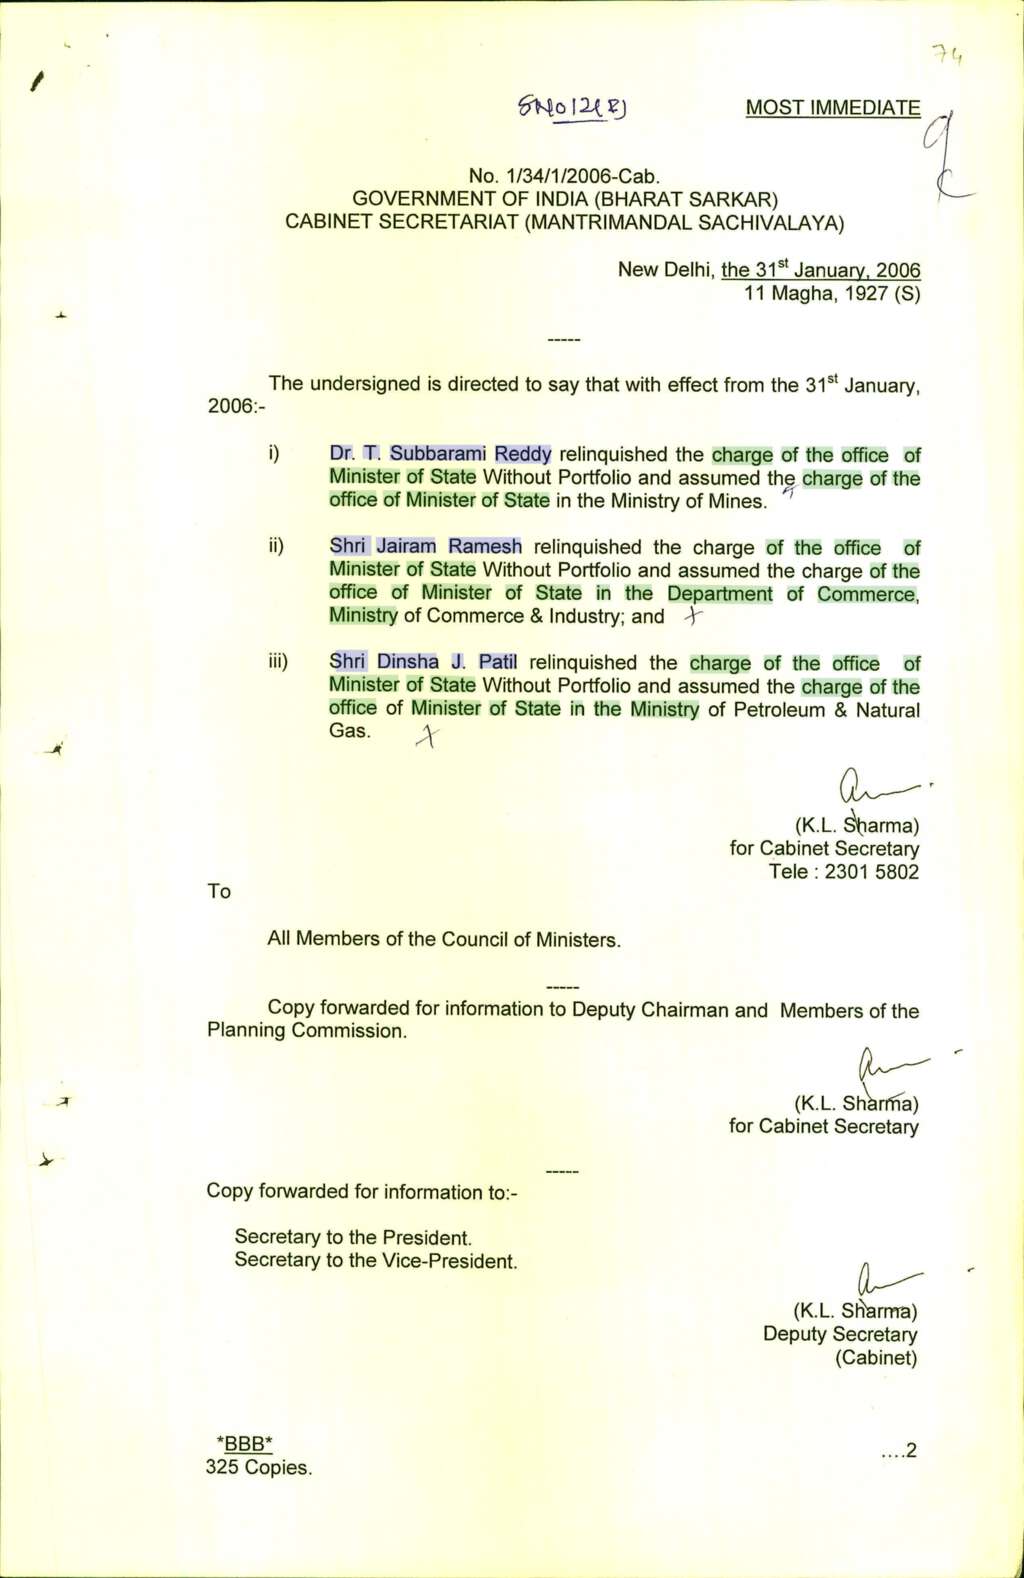 74
SNo 12(R)
MOST IMMEDIATE
No. 1/34/1/2006-Cab.
GOVERNMENT OF INDIA (BHARAT SARKAR)
CABINET SECRETARIAT (MANTRIMANDAL SACHIVALAYA)
New Delhi, the 31st January, 2006
11 Magha, 1927 (S)
-----
The undersigned is directed to say that with effect from the 31st January,
2006:-
i) Dr. T. Subbarami Reddy relinquished the charge of the office of
Minister of State Without Portfolio and assumed the charge of the
office of Minister of State in the Ministry of Mines.
ii) Shri Jairam Ramesh relinquished the charge of the office of
Minister of State Without Portfolio and assumed the charge of the
office of Minister of State in the Department of Commerce,
Ministry of Commerce & Industry; and
iii) Shri Dinsha J. Patil relinquished the charge of the office of
Minister of State Without Portfolio and assumed the charge of the
office of Minister of State in the Ministry of Petroleum & Natural
Gas.
(K.L. Sharma)
for Cabinet Secretary
Tele : 2301 5802
To
All Members of the Council of Ministers.
-----
Copy forwarded for information to Deputy Chairman and Members of the
Planning Commission.
(K.L. Sharma)
for Cabinet Secretary
-----
Copy forwarded for information to:-
Secretary to the President.
Secretary to the Vice-President.
(K.L. Sharma)
Deputy Secretary
(Cabinet)
*BBB*
325 Copies.
....2